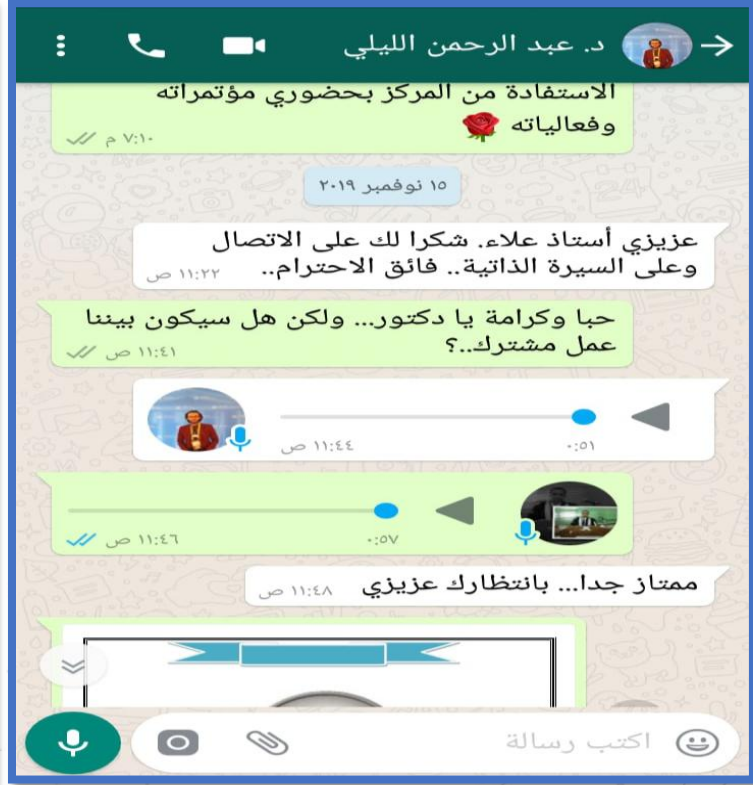 د. عبد الرحمن الليلي
الاستفادة من المركز بحضوري مؤتمراته
وفعالياته 🌹
٧:١٠ م
١٥ نوفمبر ٢٠١٩
عزيزي أستاذ علاء. شكرا لك على الاتصال
وعلى السيرة الذاتية.. فائق الاحترام..
١١:٢٢ ص
حبا وكرامة يا دكتور... ولكن هل سيكون بيننا
عمل مشترك..؟
١١:٤١ ص
٠:٥١
١١:٤٤ ص
٠:٥٧
١١:٤٦ ص
ممتاز جدا... بانتظارك عزيزي
١١:٤٨ ص
اكتب رسالة